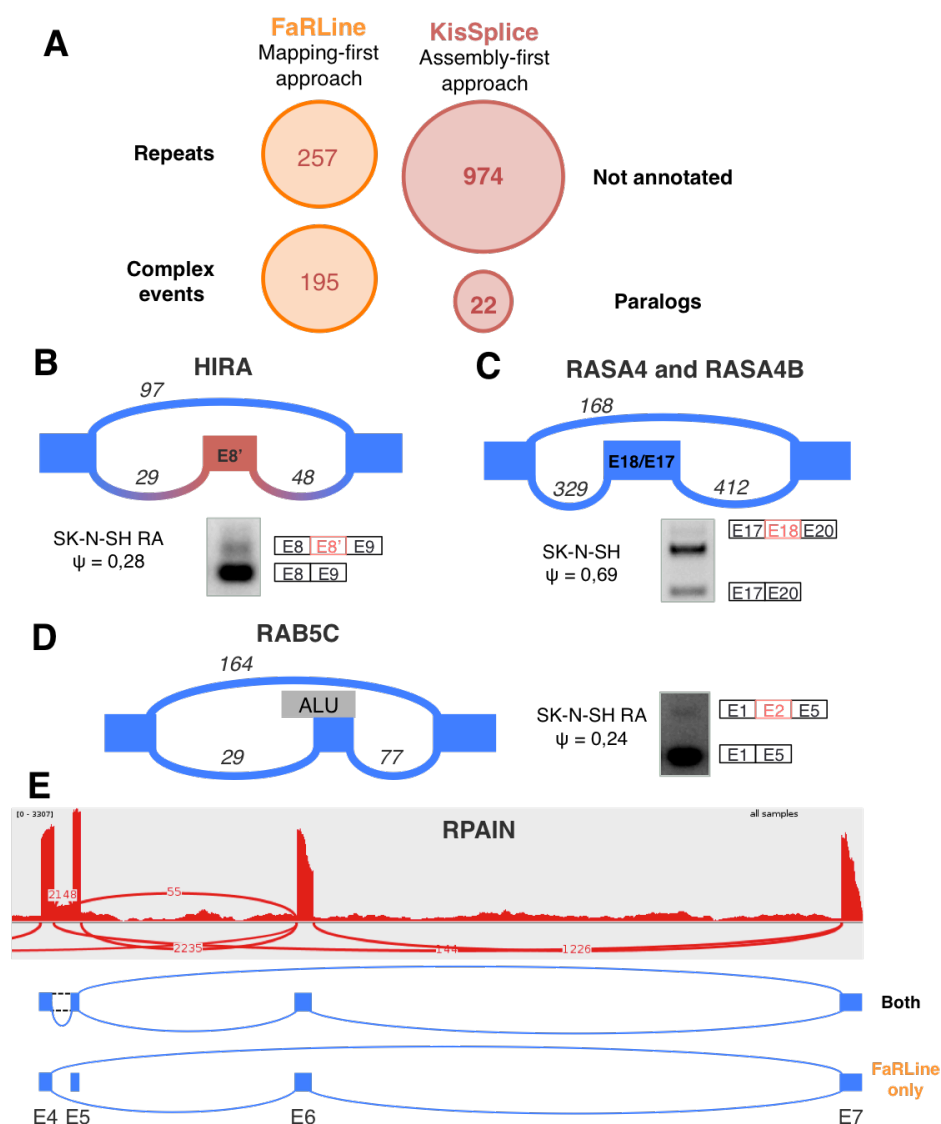 A
FaRLine
Mapping-first
approach
KisSplice
Assembly-first
approach
Repeats
257
974
Not annotated
Complex
events
195
22
Paralogs
B
HIRA
97
E8'
29
48
SK-N-SH RA
ψ = 0,28
E8 E8' E9
E8 E9
C
RASA4 and RASA4B
168
E18/E17
329
412
SK-N-SH
ψ = 0,69
E17 E18 E20
E17 E20
D
RAB5C
164
ALU
29
77
SK-N-SH RA
ψ = 0,24
E1 E2 E5
E1 E5
E
[0 - 3307]
RPAIN
all samples
2148
55
2235
144
1226
Both
FaRLine
only
E4 E5 E6 E7